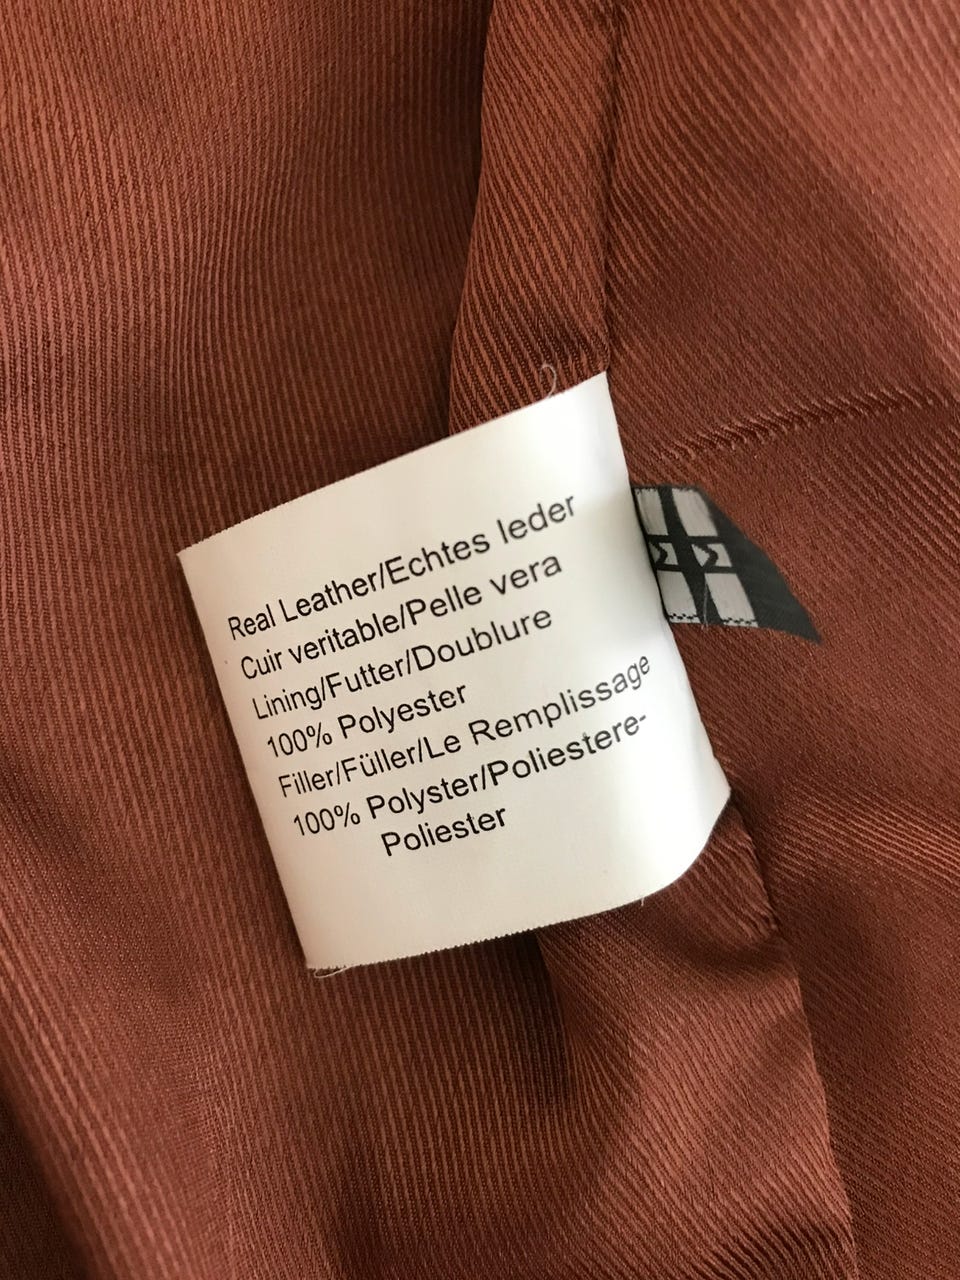 Real Leather/Echtes leder
Cuir veritable/Pelle vera
Lining/Futter/Doublure
100% Polyester
Filler/Füller/Le Remplissage
100% Polyster/Poliestere-
Poliester